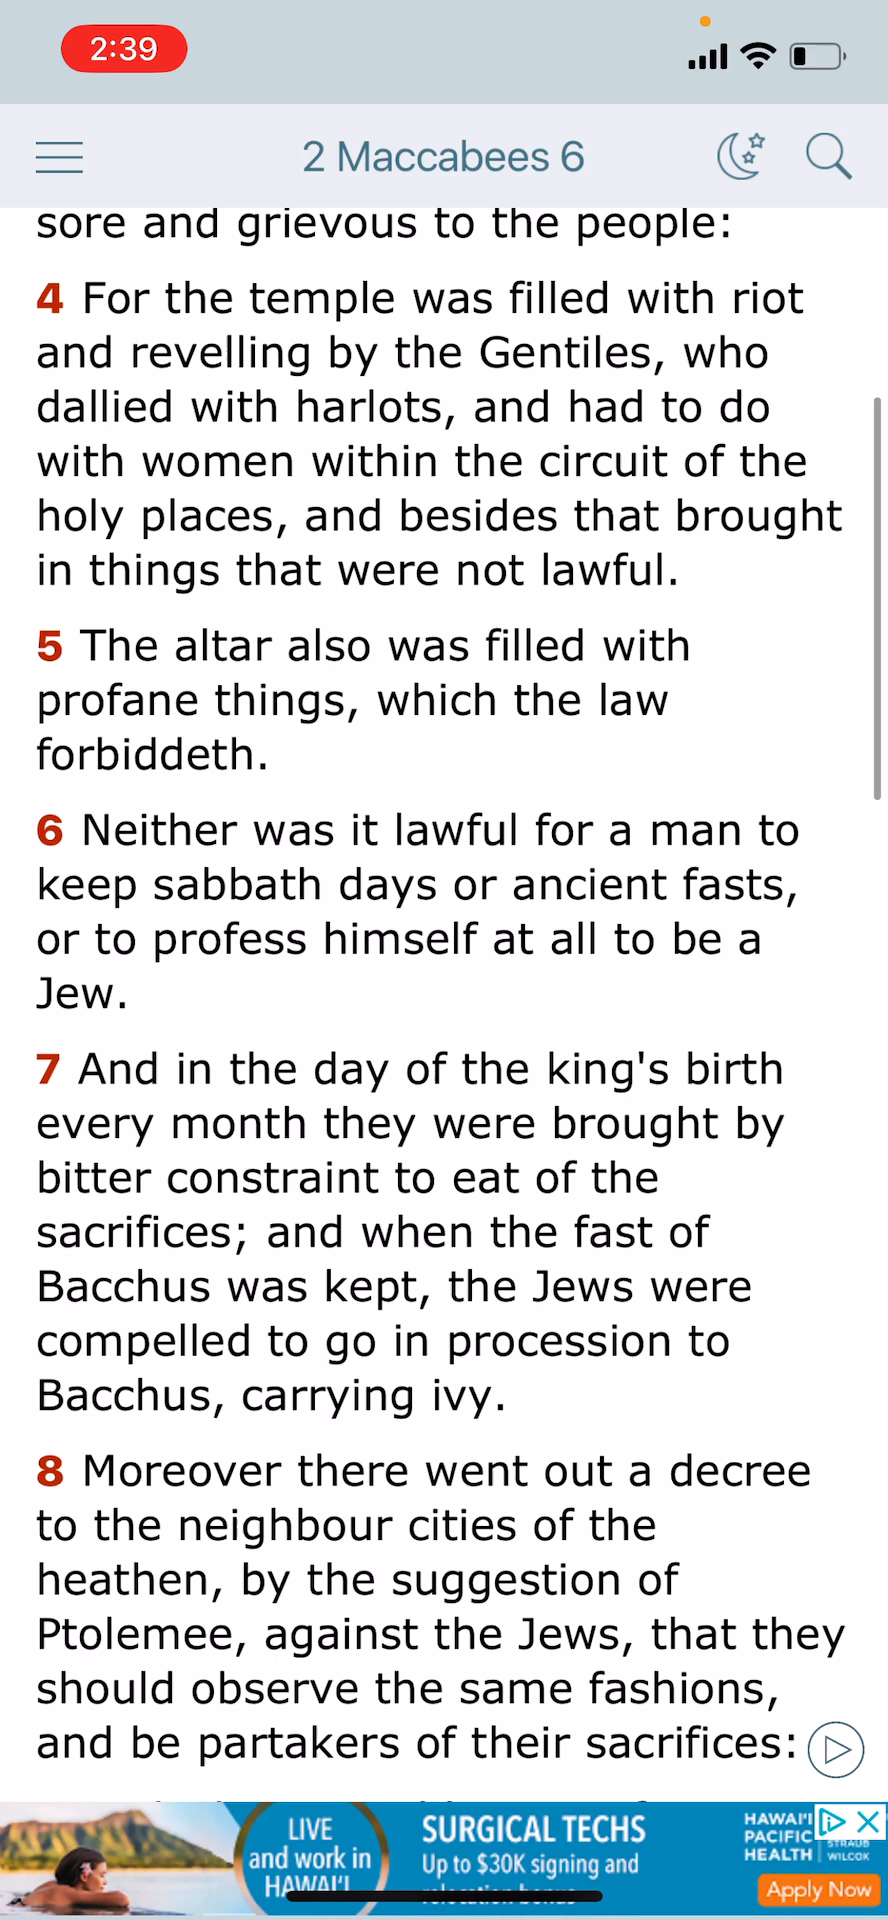 2:39
2 Maccabees 6
sore and grievous to the people:
4 For the temple was filled with riot
and revelling by the Gentiles, who
dallied with harlots, and had to do
with women within the circuit of the
holy places, and besides that brought
in things that were not lawful.
5 The altar also was filled with
profane things, which the law
forbiddeth.
6 Neither was it lawful for a man to
keep sabbath days or ancient fasts,
or to profess himself at all to be a
Jew.
7 And in the day of the king's birth
every month they were brought by
bitter constraint to eat of the
sacrifices; and when the fast of
Bacchus was kept, the Jews were
compelled to go in procession to
Bacchus, carrying ivy.
8 Moreover there went out a decree
to the neighbour cities of the
heathen, by the suggestion of
Ptolemee, against the Jews, that they
should observe the same fashions,
and be partakers of their sacrifices:
LIVE
and work in
HAWAI'I
SURGICAL TECHS
Up to $30K signing and
HAWAI'I
PACIFIC
HEALTH
STRAUB
WILCOX
Apply Now